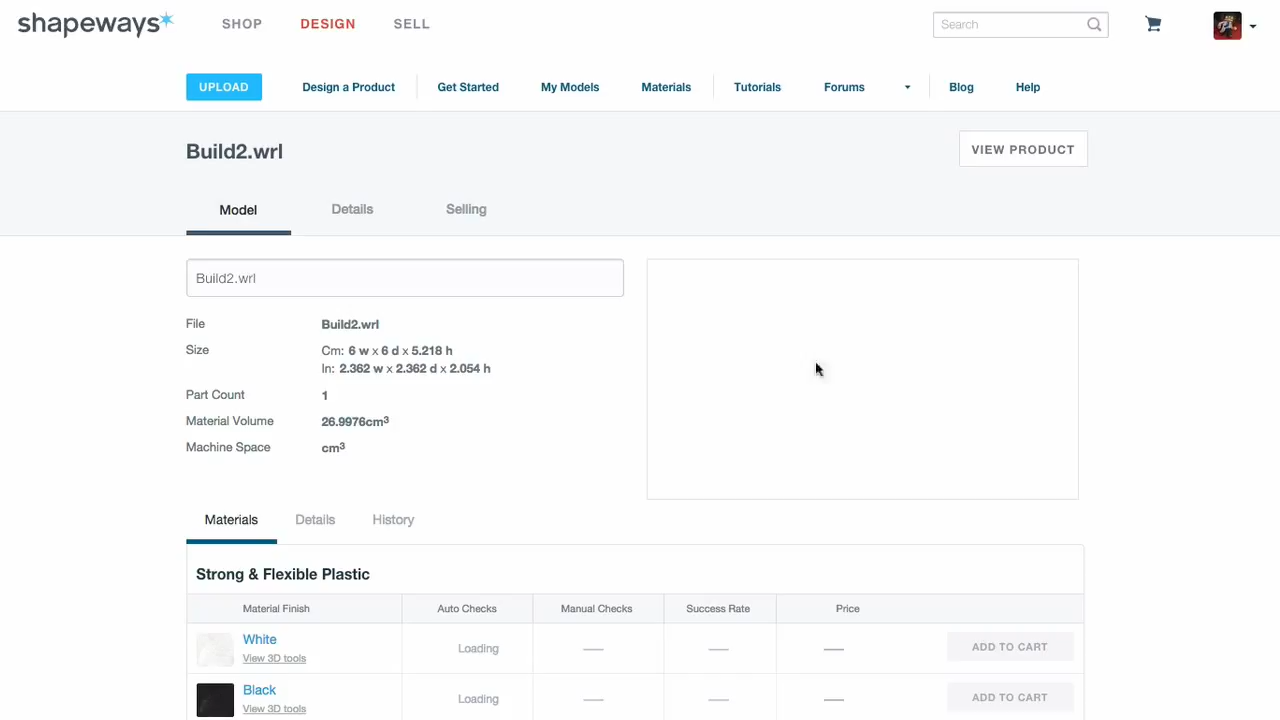 shapeways
SHOP DESIGN SELL
Search
UPLOAD Design a Product Get Started My Models Materials Tutorials Forums Blog Help
Build2.wrl
VIEW PRODUCT
Model Details Selling
Build2.wrl
File Build2.wrl
Size Cm: 6 w x 6 d x 5.218 h
In: 2.362 w x 2.362 d x 2.054 h
Part Count 1
Material Volume 26.9976cm³
Machine Space cm³
Materials Details History
Strong & Flexible Plastic
Material Finish Auto Checks Manual Checks Success Rate Price
White
View 3D tools
Loading — — — ADD TO CART
Black
View 3D tools
Loading — — — ADD TO CART